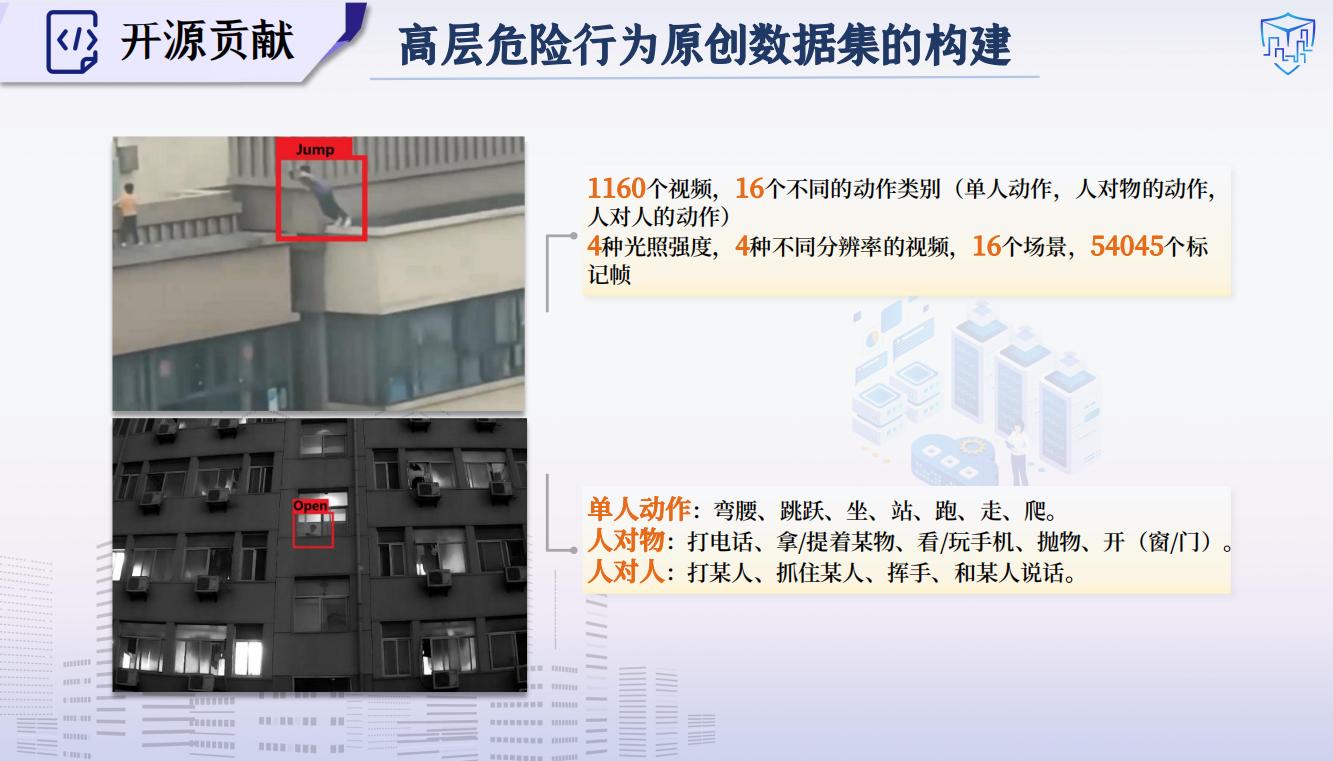 </>
开源贡献
高层危险行为原创数据集的构建
Jump
1160个视频，16个不同的动作类别（单人动作，人对物的动作，
人对人的动作）
4种光照强度，4种不同分辨率的视频，16个场景，54045个标
记帧
Open
单人动作：弯腰、跳跃、坐、站、跑、走、爬。
人对物：打电话、拿/提着某物、看/玩手机、抛物、开（窗/门）。
人对人：打某人、抓住某人、挥手、和某人说话。